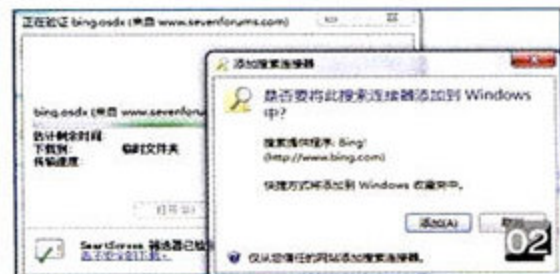 正在验证 bing.osdx (来自 www.sevenforums.com)
bing.osdx (来自 www.sevenforu
估计剩余时间
下载到: 临时文件夹
传输速度:
打开
SmartScreen 筛选器已
添加搜索连接器
是否要将此搜索连接器添加到 Windows
中?
搜索提供程序: Bing!
(http://www.bing.com)
快捷方式将添加到 Windows 收藏夹中。
添加(A)
取消
仅从您信任的网站添加搜索连接器。
02